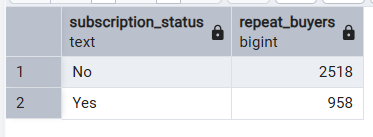 subscription_status repeat_buyers
text bigint
1 No 2518
2 Yes 958